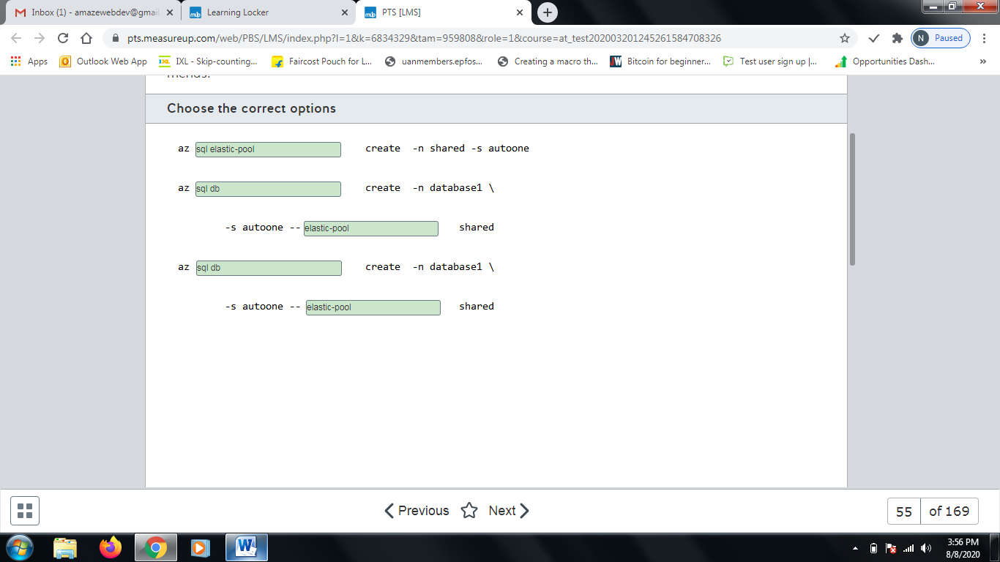 Inbox (1) - amazewebdev@gmail
Learning Locker
PTS [LMS]
pts.measureup.com/web/PBS/LMS/index.php?l=1&k=6834329&tam=959808&role=1&course=at_test202003201245261584708326
N Paused
Apps
Outlook Web App
IXL - Skip-counting...
Faircost Pouch for L...
uanmembers.epfos...
Creating a macro th...
Bitcoin for beginner...
Test user sign up |...
Opportunities Dash...
»
menus.
Choose the correct options
az sql elastic-pool create -n shared -s autoone
az sql db create -n database1 \
-s autoone -- elastic-pool shared
az sql db create -n database1 \
-s autoone -- elastic-pool shared
Previous Next
55 of 169
3:56 PM
8/8/2020